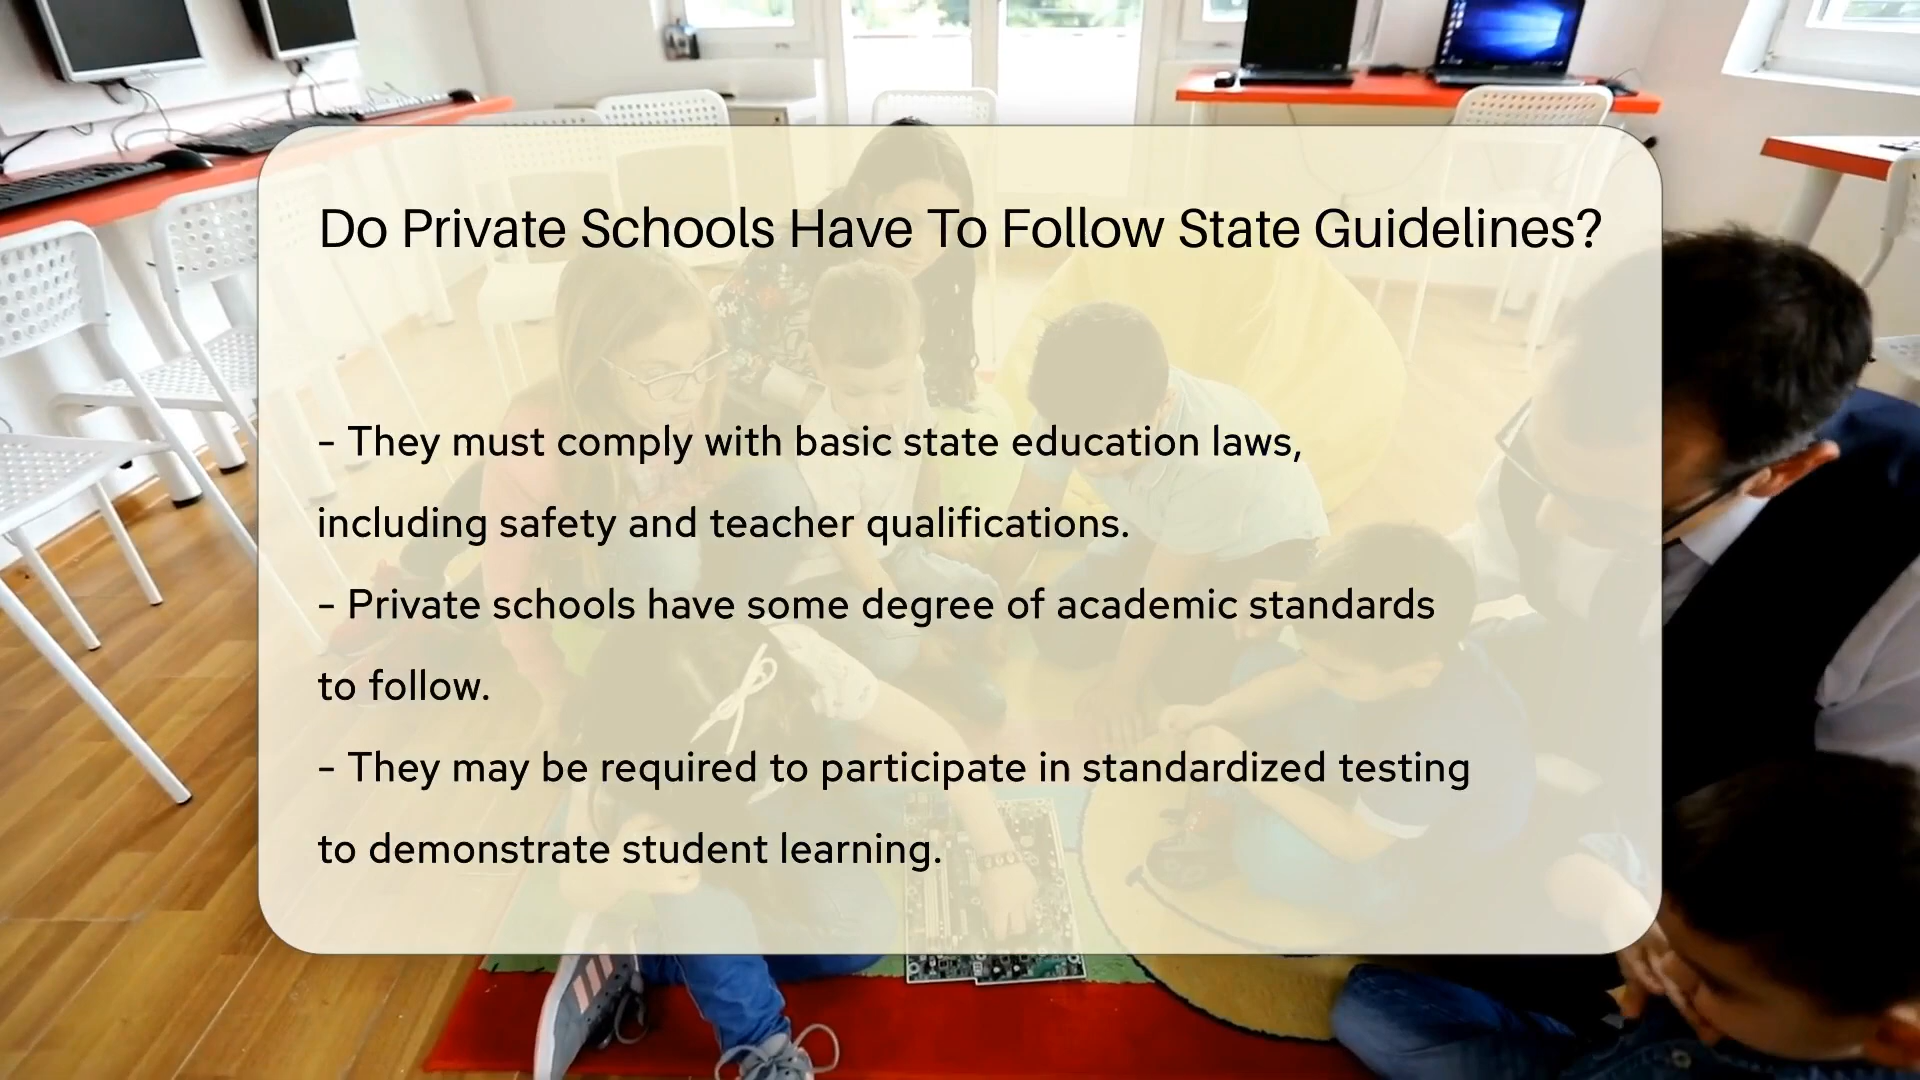 Do Private Schools Have To Follow State Guidelines?
– They must comply with basic state education laws,
including safety and teacher qualifications.
– Private schools have some degree of academic standards
to follow.
– They may be required to participate in standardized testing
to demonstrate student learning.